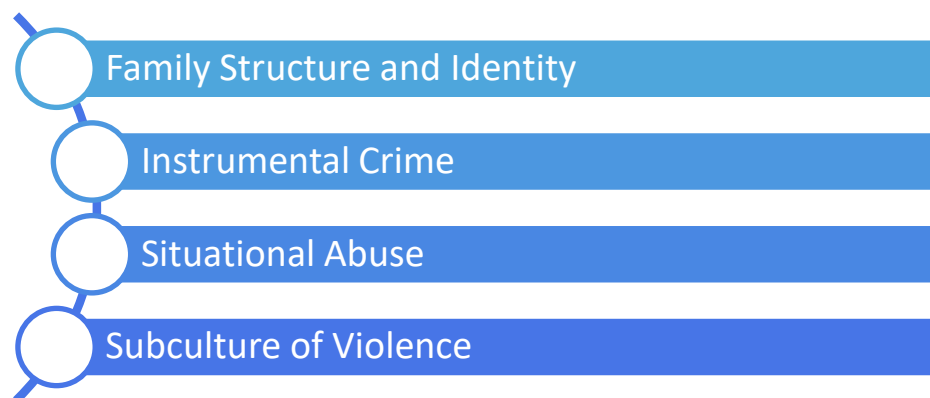 Family Structure and Identity
Instrumental Crime
Situational Abuse
Subculture of Violence